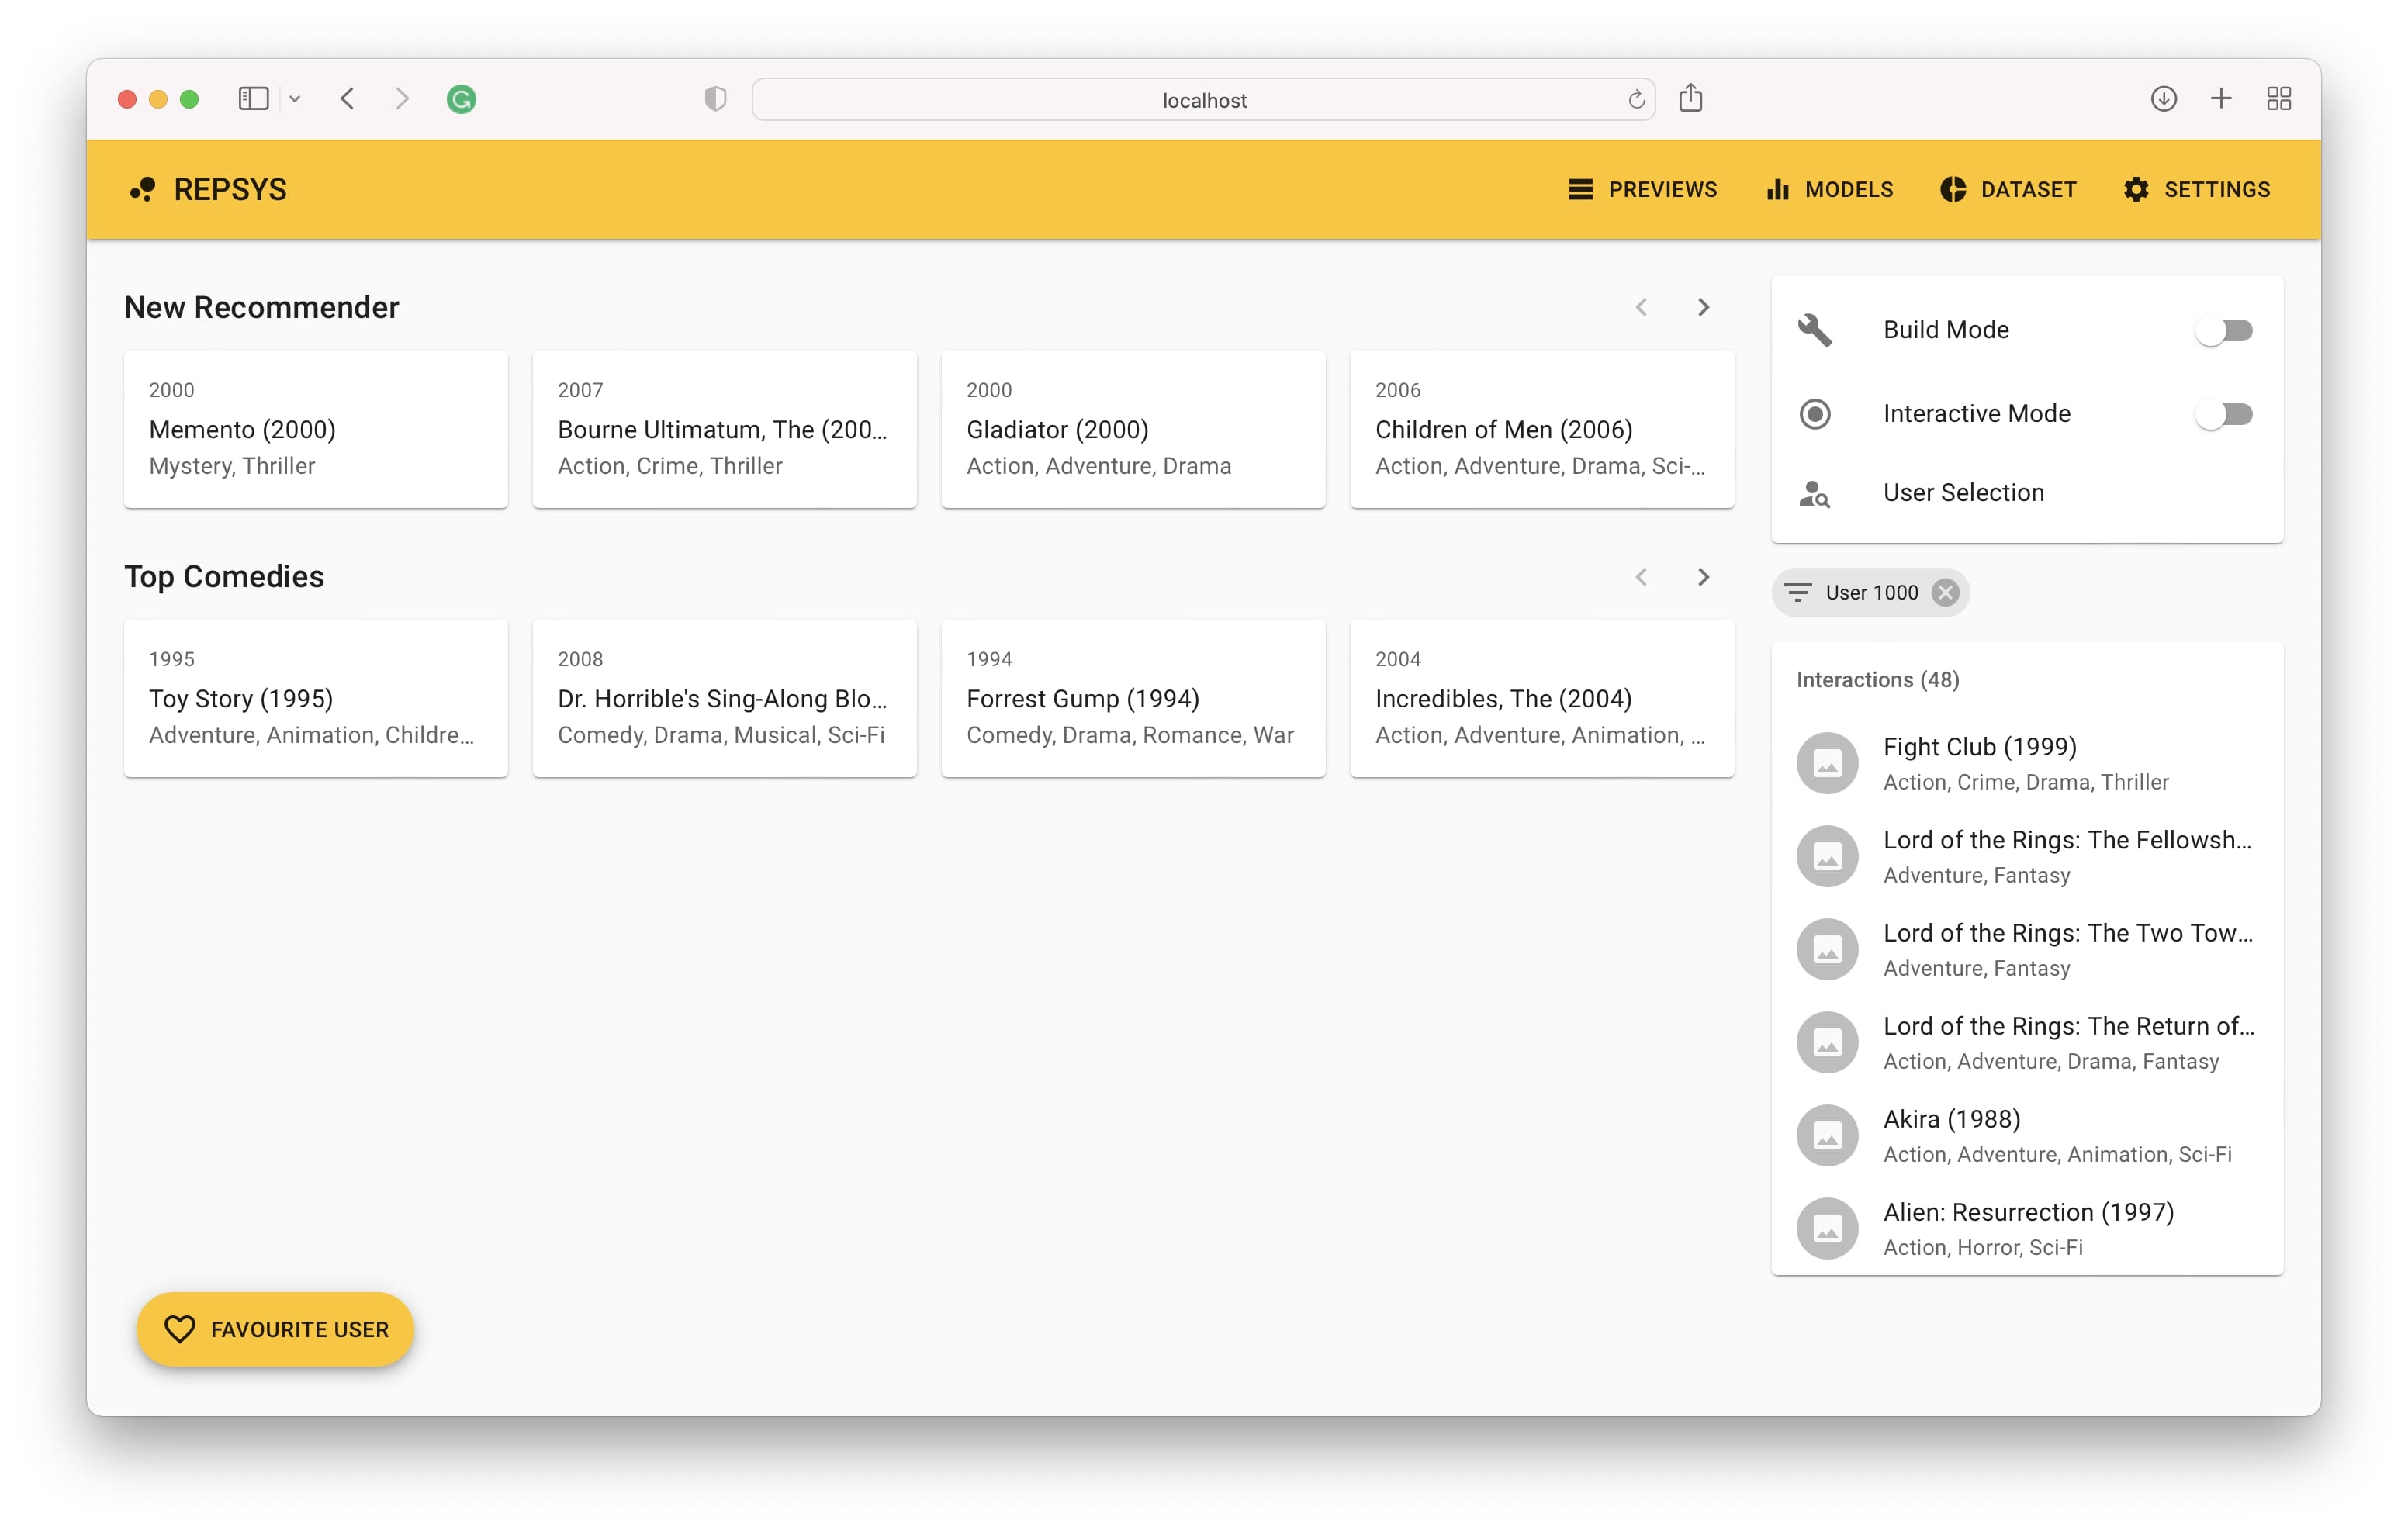 localhost
REPSYS
PREVIEWS
MODELS
DATASET
SETTINGS
New Recommender
2000
Memento (2000)
Mystery, Thriller
2007
Bourne Ultimatum, The (200...
Action, Crime, Thriller
2000
Gladiator (2000)
Action, Adventure, Drama
2006
Children of Men (2006)
Action, Adventure, Drama, Sci-...
Top Comedies
1995
Toy Story (1995)
Adventure, Animation, Childre...
2008
Dr. Horrible's Sing-Along Blo...
Comedy, Drama, Musical, Sci-Fi
1994
Forrest Gump (1994)
Comedy, Drama, Romance, War
2004
Incredibles, The (2004)
Action, Adventure, Animation, ...
FAVOURITE USER
Build Mode
Interactive Mode
User Selection
User 1000
Interactions (48)
Fight Club (1999)
Action, Crime, Drama, Thriller
Lord of the Rings: The Fellowsh...
Adventure, Fantasy
Lord of the Rings: The Two Tow...
Adventure, Fantasy
Lord of the Rings: The Return of...
Action, Adventure, Drama, Fantasy
Akira (1988)
Action, Adventure, Animation, Sci-Fi
Alien: Resurrection (1997)
Action, Horror, Sci-Fi